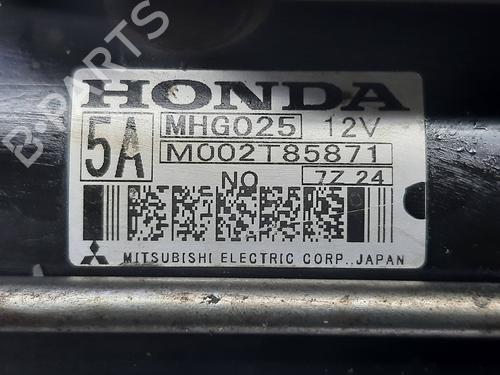 B-PARTS
HONDA
5A MHG025 12V
M002T85871
NO 7Z 24
MITSUBISHI ELECTRIC CORP., JAPAN